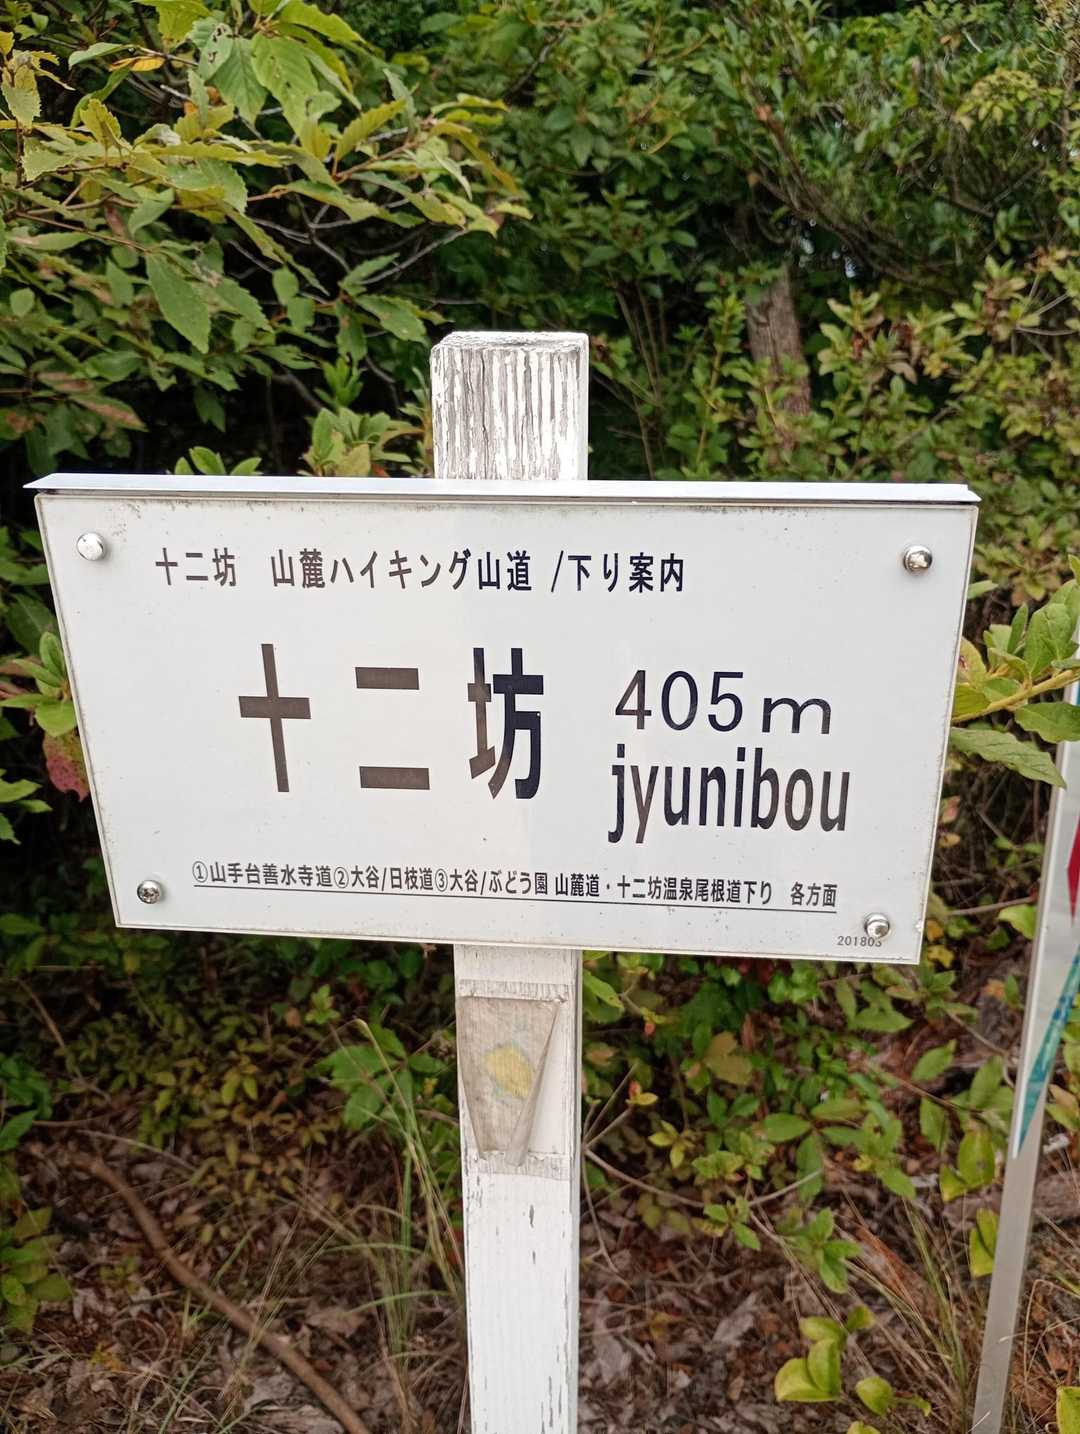 十二坊　山麓ハイキング山道 /下り案内
十二坊 405m
jyunibou
①山手台善水寺道②大谷/日枝道③大谷/ぶどう園 山麓道・十二坊温泉尾根道下り 各方面
201803